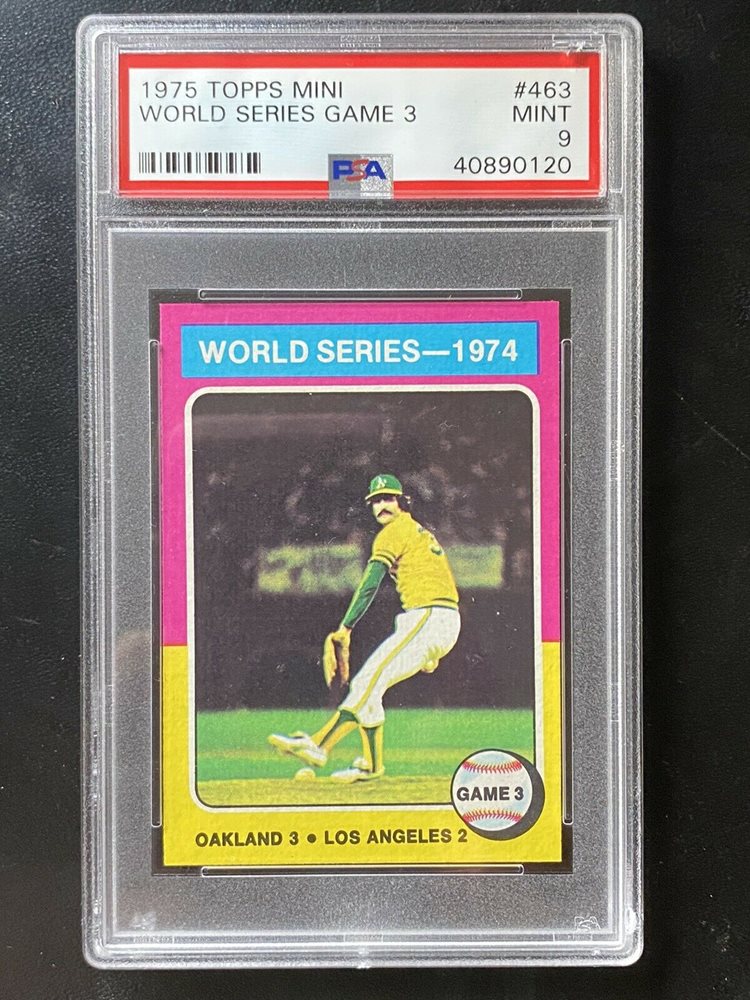 1975 TOPPS MINI #463
WORLD SERIES GAME 3 MINT
9
PSA 40890120
WORLD SERIES—1974
GAME 3
OAKLAND 3 • LOS ANGELES 2